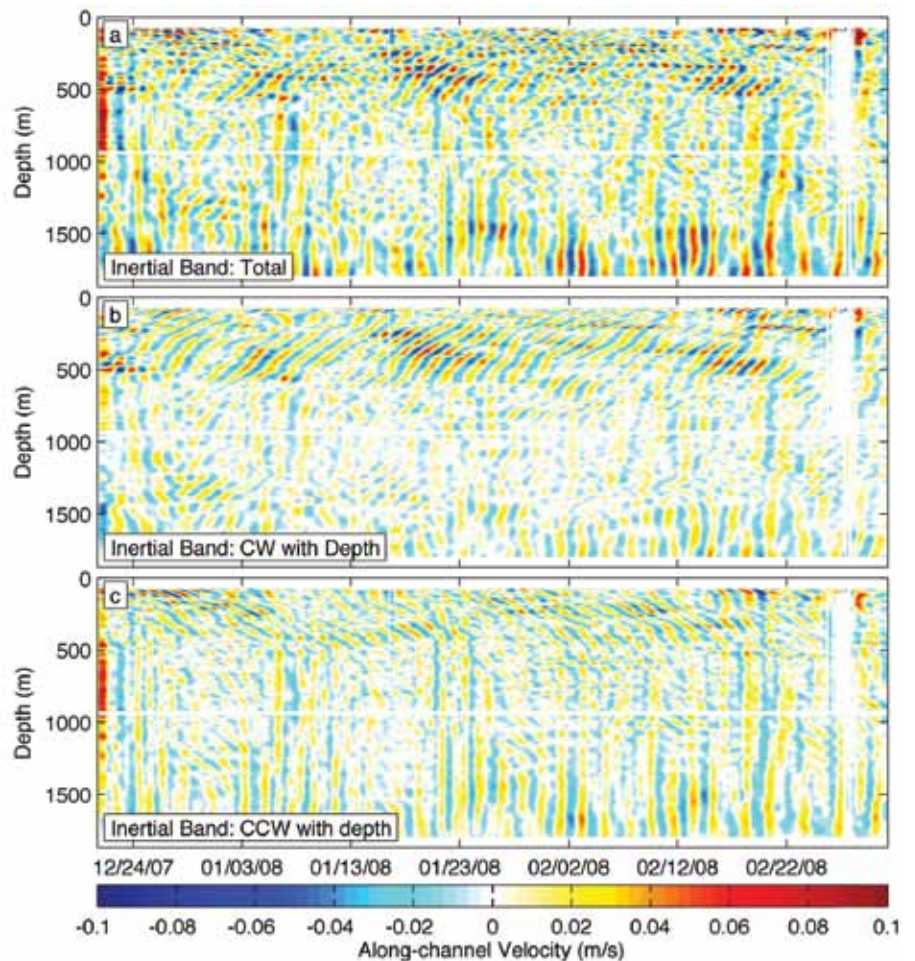 0
a
500
Depth (m)
1000
1500
Inertial Band: Total
0
b
500
Depth (m)
1000
1500
Inertial Band: CW with Depth
0
c
500
Depth (m)
1000
1500
Inertial Band: CCW with depth
12/24/07 01/03/08 01/13/08 01/23/08 02/02/08 02/12/08 02/22/08
-0.1 -0.08 -0.06 -0.04 -0.02 0 0.02 0.04 0.06 0.08 0.1
Along-channel Velocity (m/s)